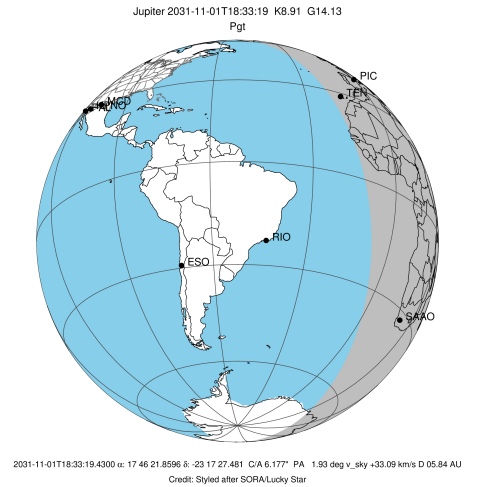 Jupiter 2031-11-01T18:33:19 K8.91 G14.13
Pgt
PIC
TEN
MCD
RIO
ESO
SAAO
2031-11-01T18:33:19.4300 α: 17 46 21.8596 δ: -23 17 27.481 C/A 6.177" PA 1.93 deg v_sky +33.09 km/s D 05.84 AU
Credit: Styled after SORA/Lucky Star